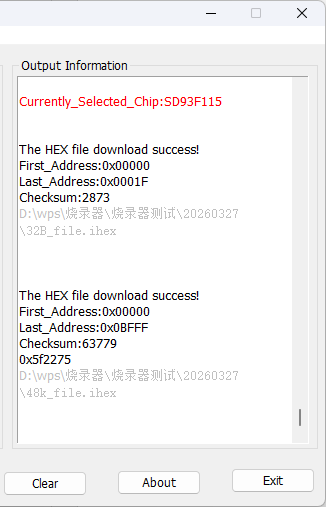 Output Information
Currently_Selected_Chip:SD93F115
The HEX file download success!
First_Address:0x00000
Last_Address:0x0001F
Checksum:2873
D:\wps\烧录器\烧录器测试\20260327
\32B_file.ihex
The HEX file download success!
First_Address:0x00000
Last_Address:0x0BFFF
Checksum:63779
0x5f2275
D:\wps\烧录器\烧录器测试\20260327
\48k_file.ihex
Clear
About
Exit